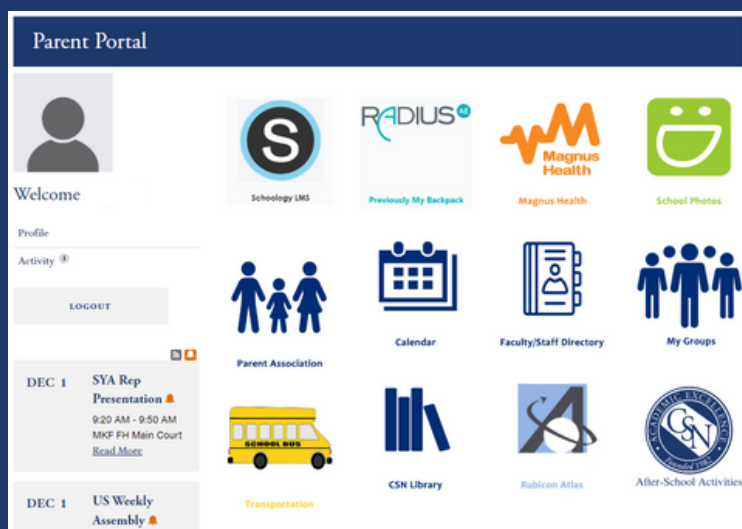 Parent Portal
Welcome
Profile
Activity
LOGOUT
DEC 1
SYA Rep
Presentation
9:20 AM - 9:50 AM
MKF FH Main Court
Read More
DEC 1
US Weekly
Assembly
S
Schoology LMS
RADIUS AE
Previously My Backpack
Magnus
Health
Magnus Health
School Photos
Parent Association
Calendar
Faculty/Staff Directory
My Groups
SCHOOL BUS
Transportation
CSN Library
Rubicon Atlas
ACADEMIC EXCELLENCE
CSN
Founded 1982
After-School Activities